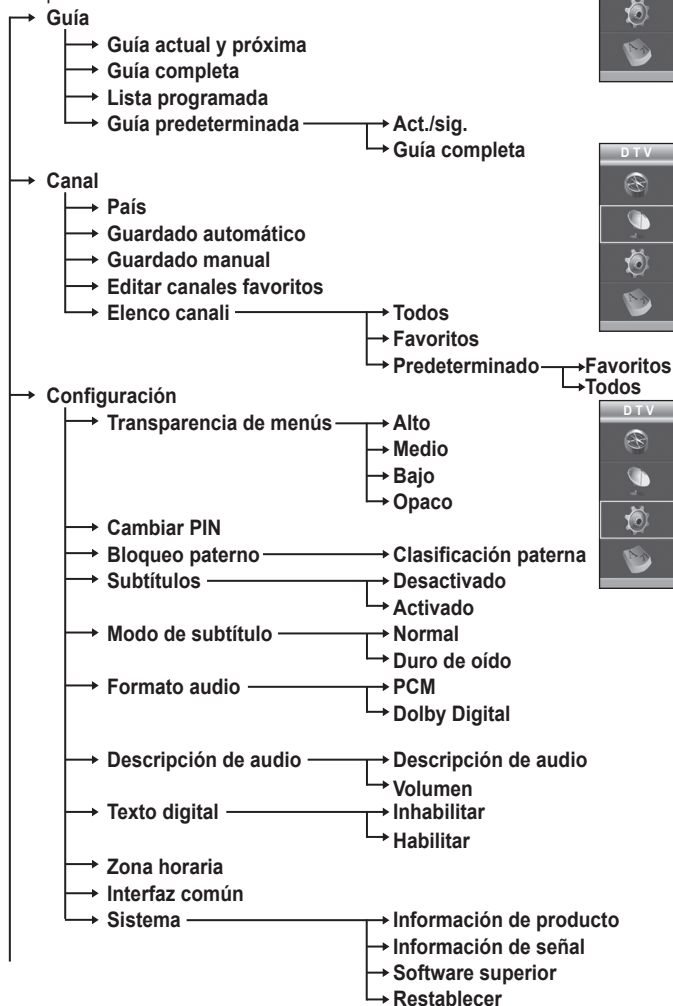 Guía
Guía actual y próxima
Guía completa
Lista programada
Guía predeterminada Act./sig.
Guía completa
DTV
Canal
País
Guardado automático
Guardado manual
Editar canales favoritos
Elenco canali Todos
Favoritos
Predeterminado Favoritos
Todos
DTV
Configuración
Transparencia de menús Alto
Medio
Bajo
Opaco
Cambiar PIN
Bloqueo paterno Clasificación paterna
Subtítulos Desactivado
Activado
Modo de subtítulo Normal
Duro de oído
Formato audio PCM
Dolby Digital
Descripción de audio Descripción de audio
Volumen
Texto digital Inhabilitar
Habilitar
Zona horaria
Interfaz común
Sistema Información de producto
Información de señal
Software superior
Restablecer